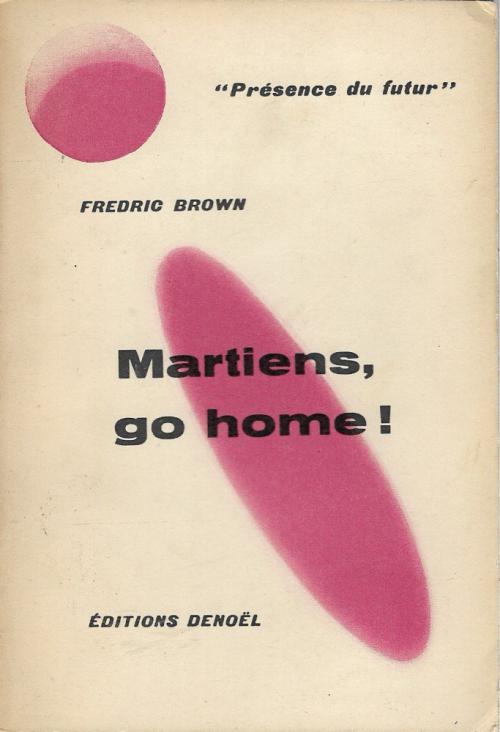 "Présence du futur"
FREDRIC BROWN
Martiens,
go home !
ÉDITIONS DENOËL